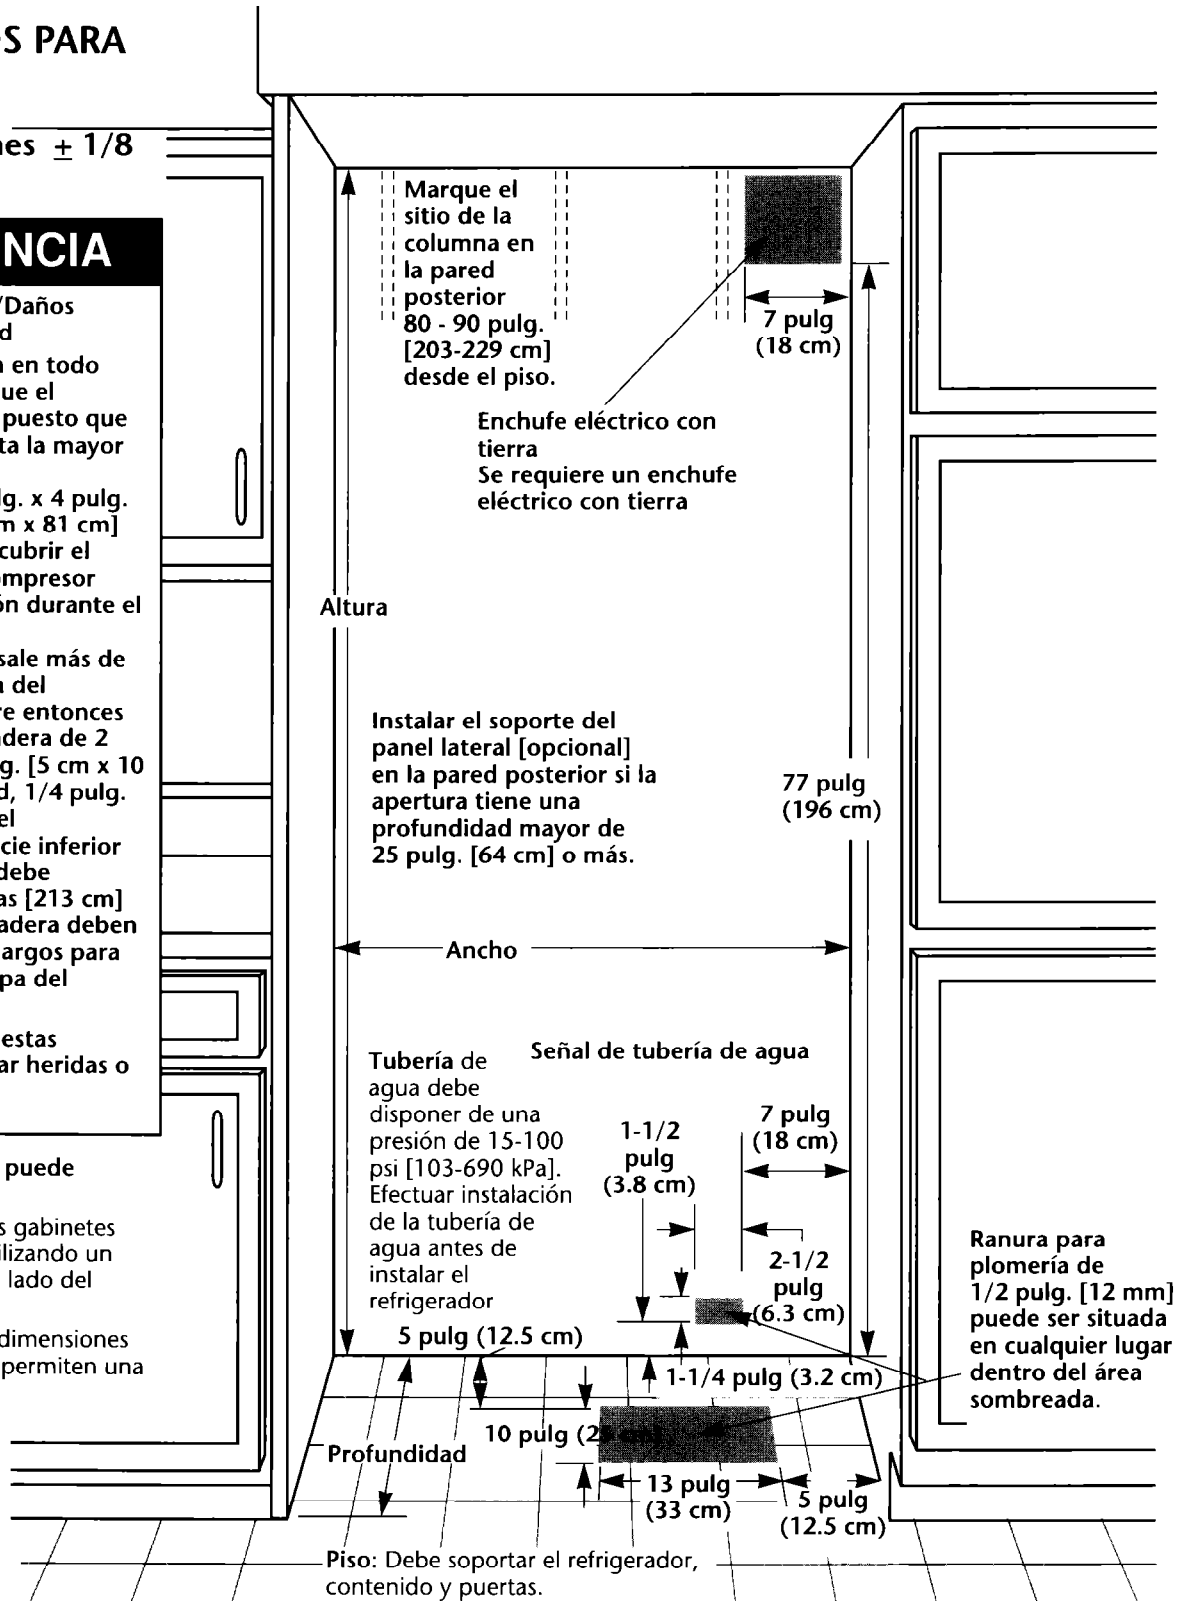 S PARA
nes ± 1/8
NCIA
/Daños
d
n en todo
ue el
puesto que
ta la mayor
lg. x 4 pulg.
m x 81 cm]
cubrir el
mpresor
ón durante el
sale más de
a del
re entonces
dera de 2
g. [5 cm x 10
d, 1/4 pulg.
el
cie inferior
debe
as [213 cm]
adera deben
argos para
pa del
estas
ar heridas o
puede
s gabinetes
ilizando un
lado del
dimensiones
permiten una
Marque el
sitio de la
columna en
la pared
posterior
80 - 90 pulg.
[203-229 cm]
desde el piso.
7 pulg
(18 cm)
Enchufe eléctrico con
tierra
Se requiere un enchufe
eléctrico con tierra
Altura
Instalar el soporte del
panel lateral [opcional]
en la pared posterior si la
apertura tiene una
profundidad mayor de
25 pulg. [64 cm] o más.
77 pulg
(196 cm)
Ancho
Señal de tubería de agua
Tubería de
agua debe
disponer de una
presión de 15-100
psi [103-690 kPa].
Efectuar instalación
de la tubería de
agua antes de
instalar el
refrigerador
1-1/2
pulg
(3.8 cm)
7 pulg
(18 cm)
2-1/2
pulg
(6.3 cm)
5 pulg (12.5 cm)
1-1/4 pulg (3.2 cm)
10 pulg (25 cm)
Profundidad
13 pulg
(33 cm)
5 pulg
(12.5 cm)
Ranura para
plomería de
1/2 pulg. [12 mm]
puede ser situada
en cualquier lugar
dentro del área
sombreada.
Piso: Debe soportar el refrigerador,
contenido y puertas.